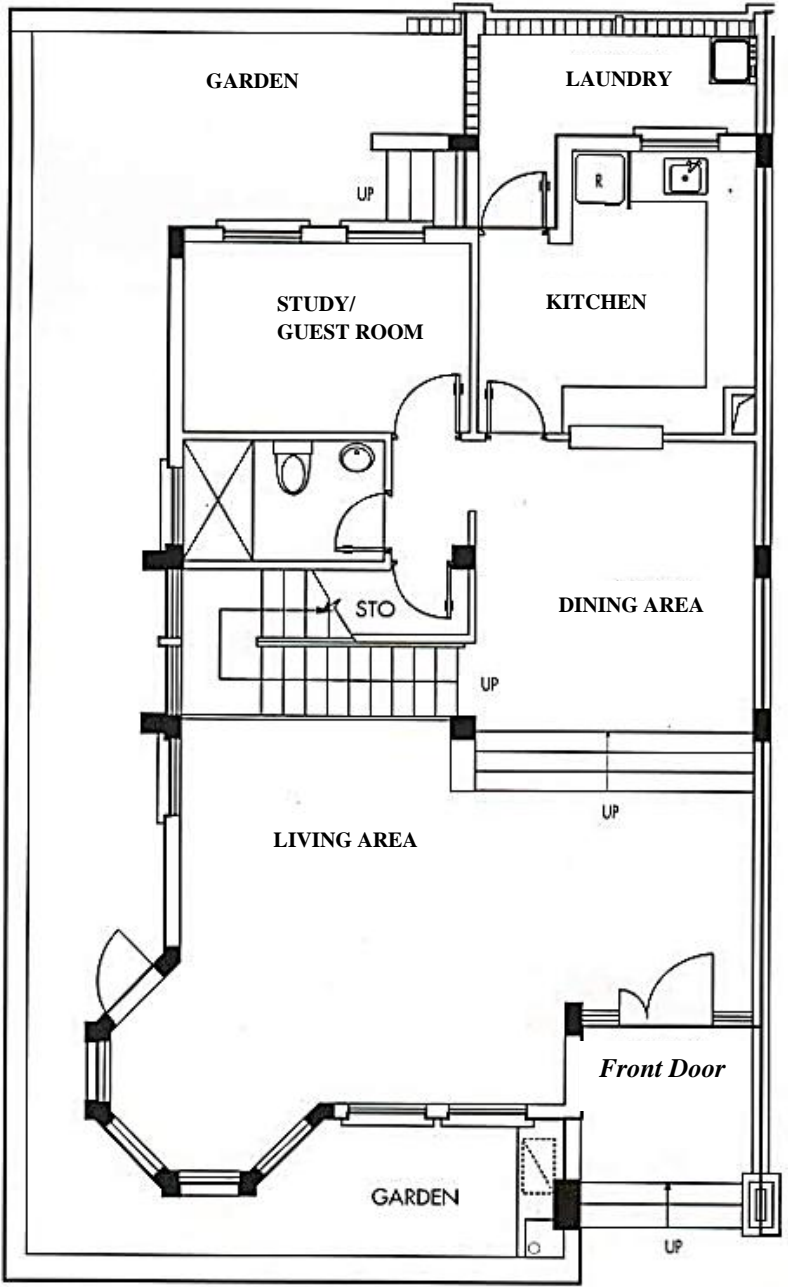 GARDEN
LAUNDRY
UP
R
STUDY/
GUEST ROOM
KITCHEN
STO
DINING AREA
UP
UP
LIVING AREA
Front Door
GARDEN
UP